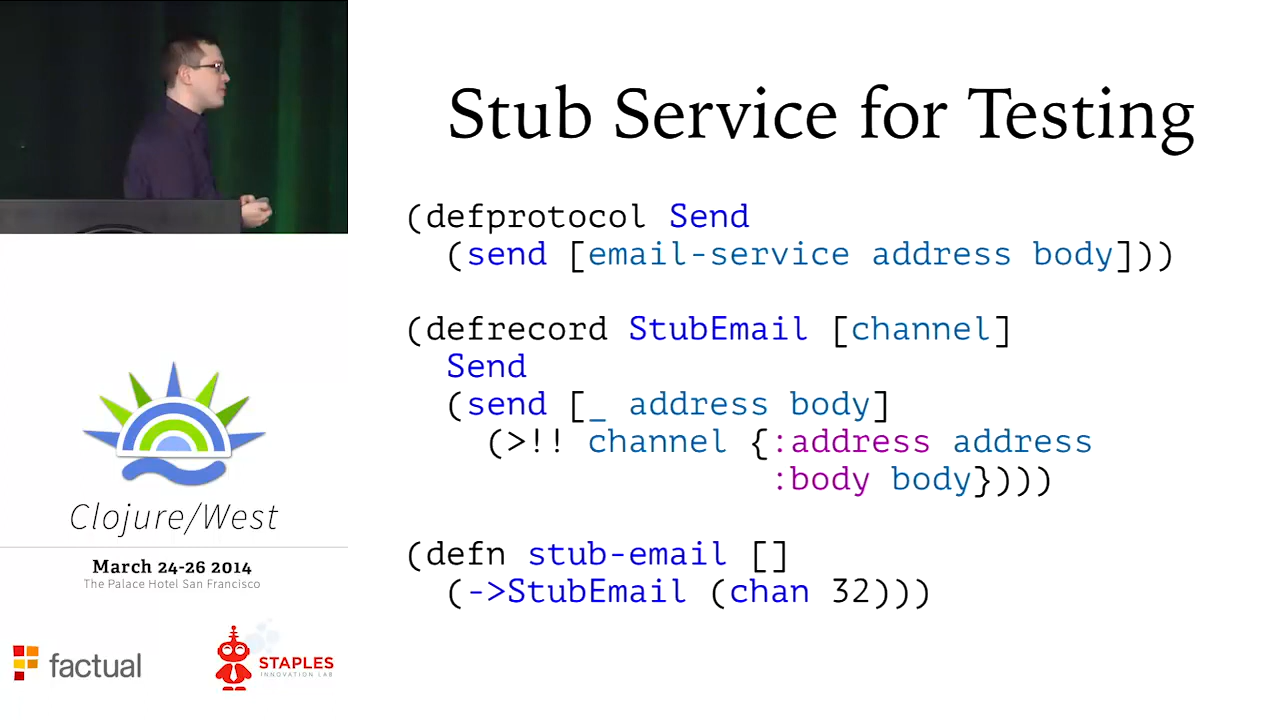 Stub Service for Testing
(defprotocol Send
  (send [email-service address body]))
(defrecord StubEmail [channel]
  Send
  (send [_ address body]
    (>!! channel {:address address
                  :body body})))
(defn stub-email []
  (->StubEmail (chan 32)))
Clojure/West
March 24-26 2014
The Palace Hotel San Francisco
factual
STAPLES
INNOVATION LAB